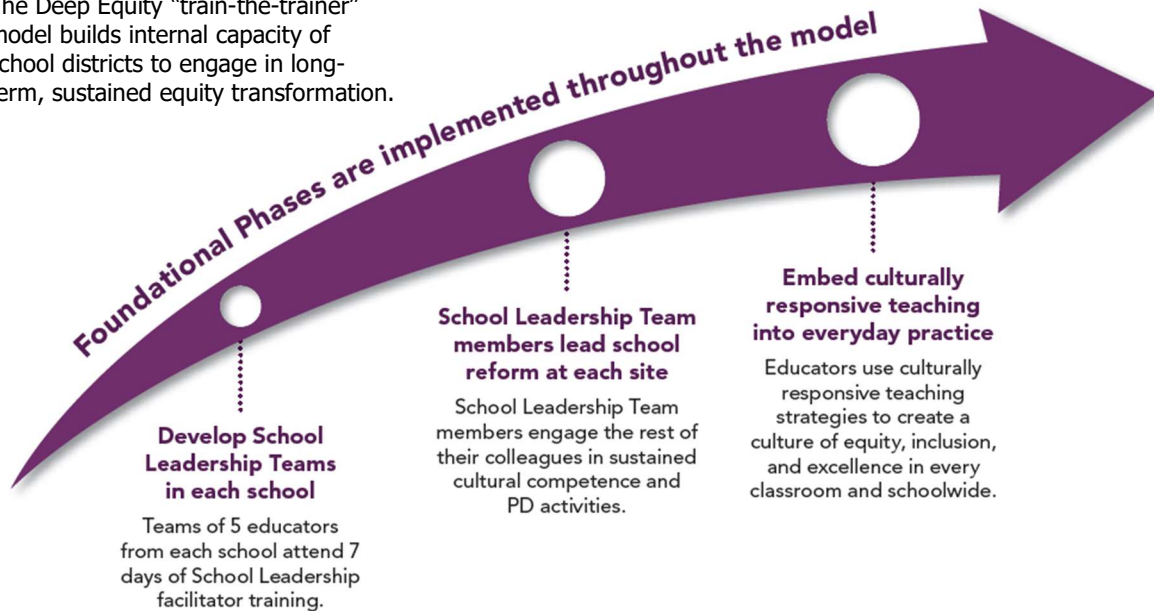 The Deep Equity “train-the-trainer”
model builds internal capacity of
school districts to engage in long-
term, sustained equity transformation.
Foundational Phases are implemented throughout the model
Develop School
Leadership Teams
in each school
Teams of 5 educators
from each school attend 7
days of School Leadership
facilitator training.
School Leadership Team
members lead school
reform at each site
School Leadership Team
members engage the rest of
their colleagues in sustained
cultural competence and
PD activities.
Embed culturally
responsive teaching
into everyday practice
Educators use culturally
responsive teaching
strategies to create a
culture of equity, inclusion,
and excellence in every
classroom and schoolwide.